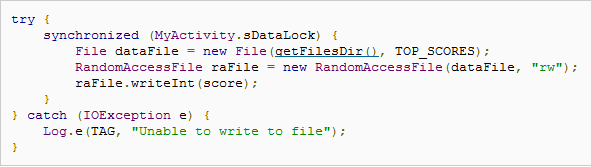 try {
    synchronized (MyActivity.sDataLock) {
        File dataFile = new File(getFilesDir(), TOP_SCORES);
        RandomAccessFile raFile = new RandomAccessFile(dataFile, "rw");
        raFile.writeInt(score);
    }
} catch (IOException e) {
    Log.e(TAG, "Unable to write to file");
}